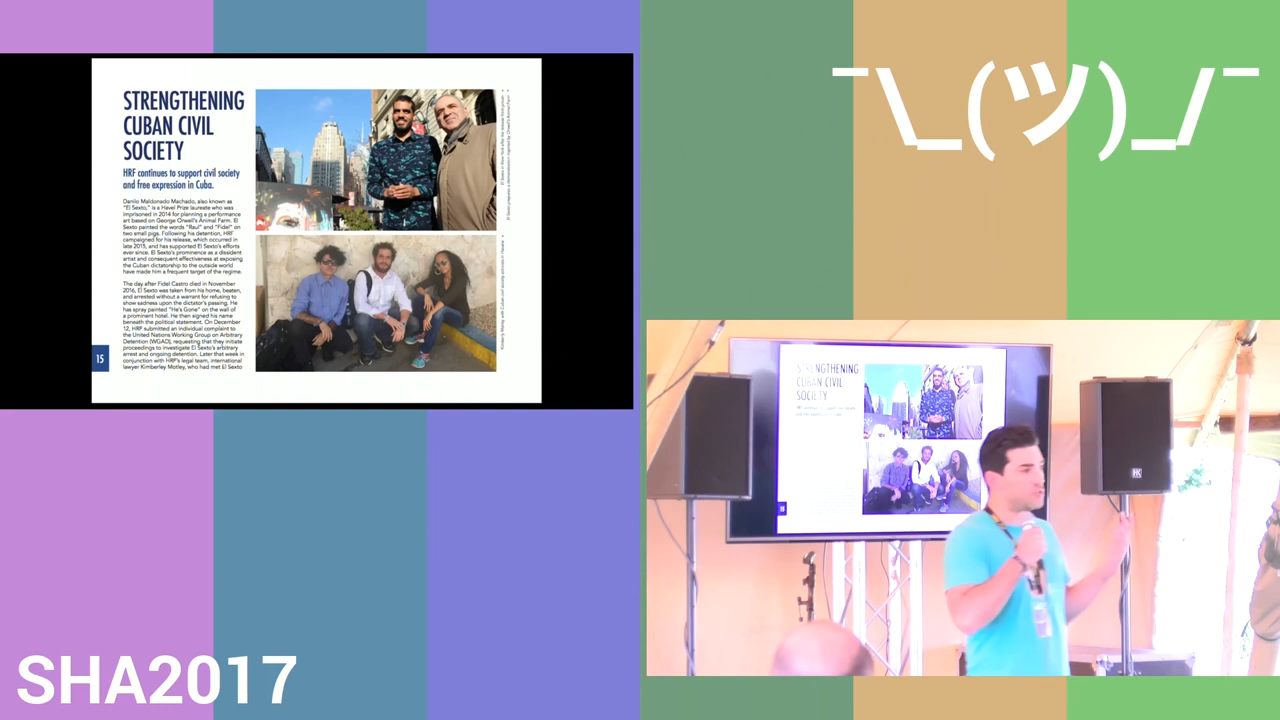 STRENGTHENING
CUBAN CIVIL
SOCIETY
HRF continues to support civil society
and free expression in Cuba.
Danilo Maldonado Machado, also known as
"El Sexto," is a Havel Prize laureate who was
imprisoned in 2014 for planning a performance
art based on George Orwell's Animal Farm. El
Sexto painted the words "Raul" and "Fidel" on
two small pigs. Following his detention, HRF
campaigned for his release, which occurred in
late 2015, and has supported El Sexto's efforts
ever since. El Sexto's prominence as a dissident
artist and consequent effectiveness at exposing
the Cuban dictatorship to the outside world
have made him a frequent target of the regime.
The day after Fidel Castro died in November
2016, El Sexto was taken from his home, beaten,
and arrested without a warrant for refusing to
show sadness upon the dictator's passing. He
has spray painted "He's Gone" on the wall of
a prominent hotel. He then signed his name
beneath the political statement. On December
12, HRF submitted an individual complaint to
the United Nations Working Group on Arbitrary
Detention (WGAD), requesting that they initiate
proceedings to investigate El Sexto's arbitrary
arrest and ongoing detention. Later that week in
conjunction with HRF's legal team, international
lawyer Kimberley Motley, who had met El Sexto
15
¯\_(ツ)_/¯
STRENGTHENING
CUBAN CIVIL
SOCIETY
15
HK
SHA2017